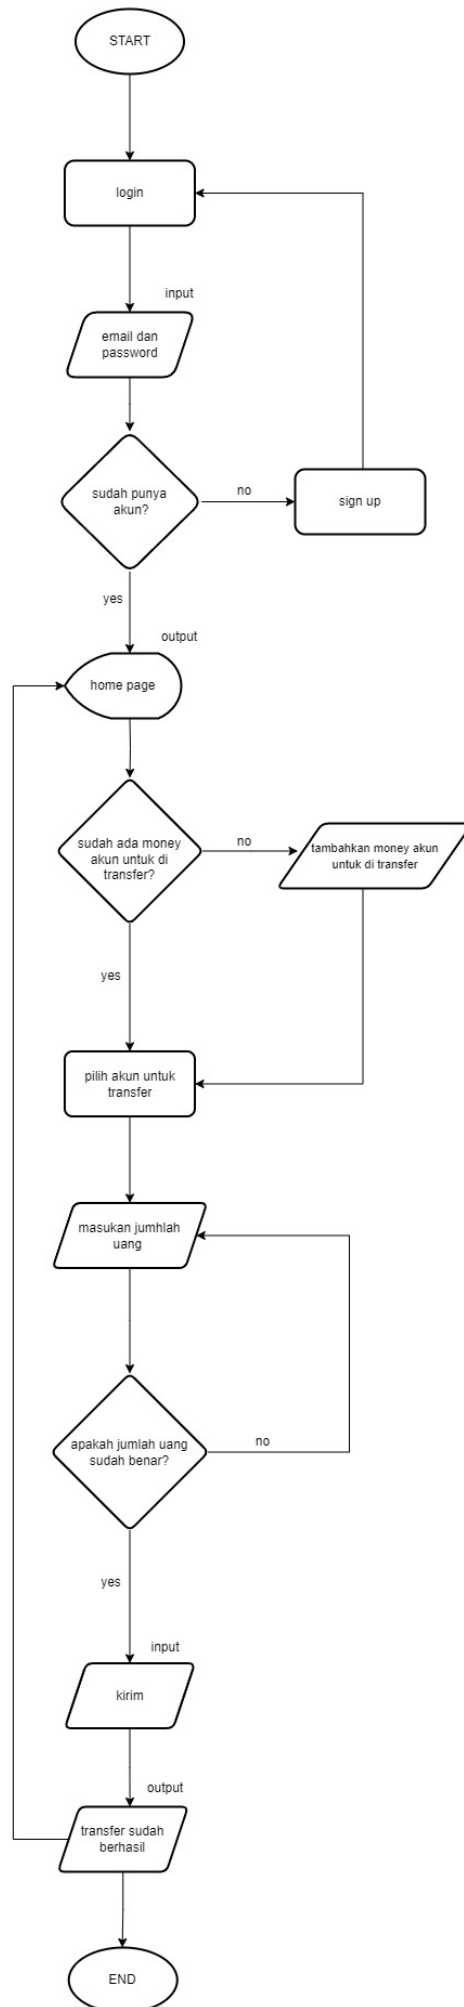 START
login
input
email dan
password
sudah punya
akun?
no
sign up
yes
output
home page
sudah ada money
akun untuk di
transfer?
no
tambahkan money akun
untuk di transfer
yes
pilih akun untuk
transfer
masukan jumhlah
uang
apakah jumlah uang
sudah benar?
no
yes
input
kirim
output
transfer sudah
berhasil
END